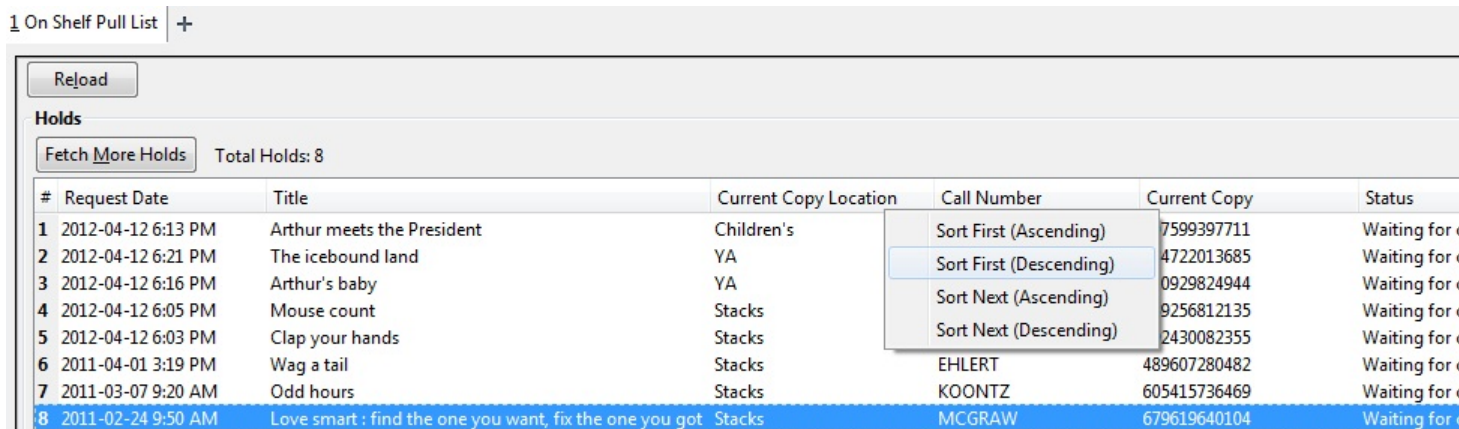 1 On Shelf Pull List +
Reload
Holds
Fetch More Holds Total Holds: 8
# Request Date Title Current Copy Location Call Number Current Copy Status
1 2012-04-12 6:13 PM Arthur meets the President Children's Sort First (Ascending) 7599397711 Waiting for
2 2012-04-12 6:21 PM The icebound land YA Sort First (Descending) 4722013685 Waiting for
3 2012-04-12 6:16 PM Arthur's baby YA Sort Next (Ascending) 0929824944 Waiting for
4 2012-04-12 6:05 PM Mouse count Stacks Sort Next (Descending) 9256812135 Waiting for
5 2012-04-12 6:03 PM Clap your hands Stacks 2430082355 Waiting for
6 2011-04-01 3:19 PM Wag a tail Stacks EHLERT 489607280482 Waiting for
7 2011-03-07 9:20 AM Odd hours Stacks KOONTZ 605415736469 Waiting for
8 2011-02-24 9:50 AM Love smart : find the one you want, fix the one you got Stacks MCGRAW 679619640104 Waiting for